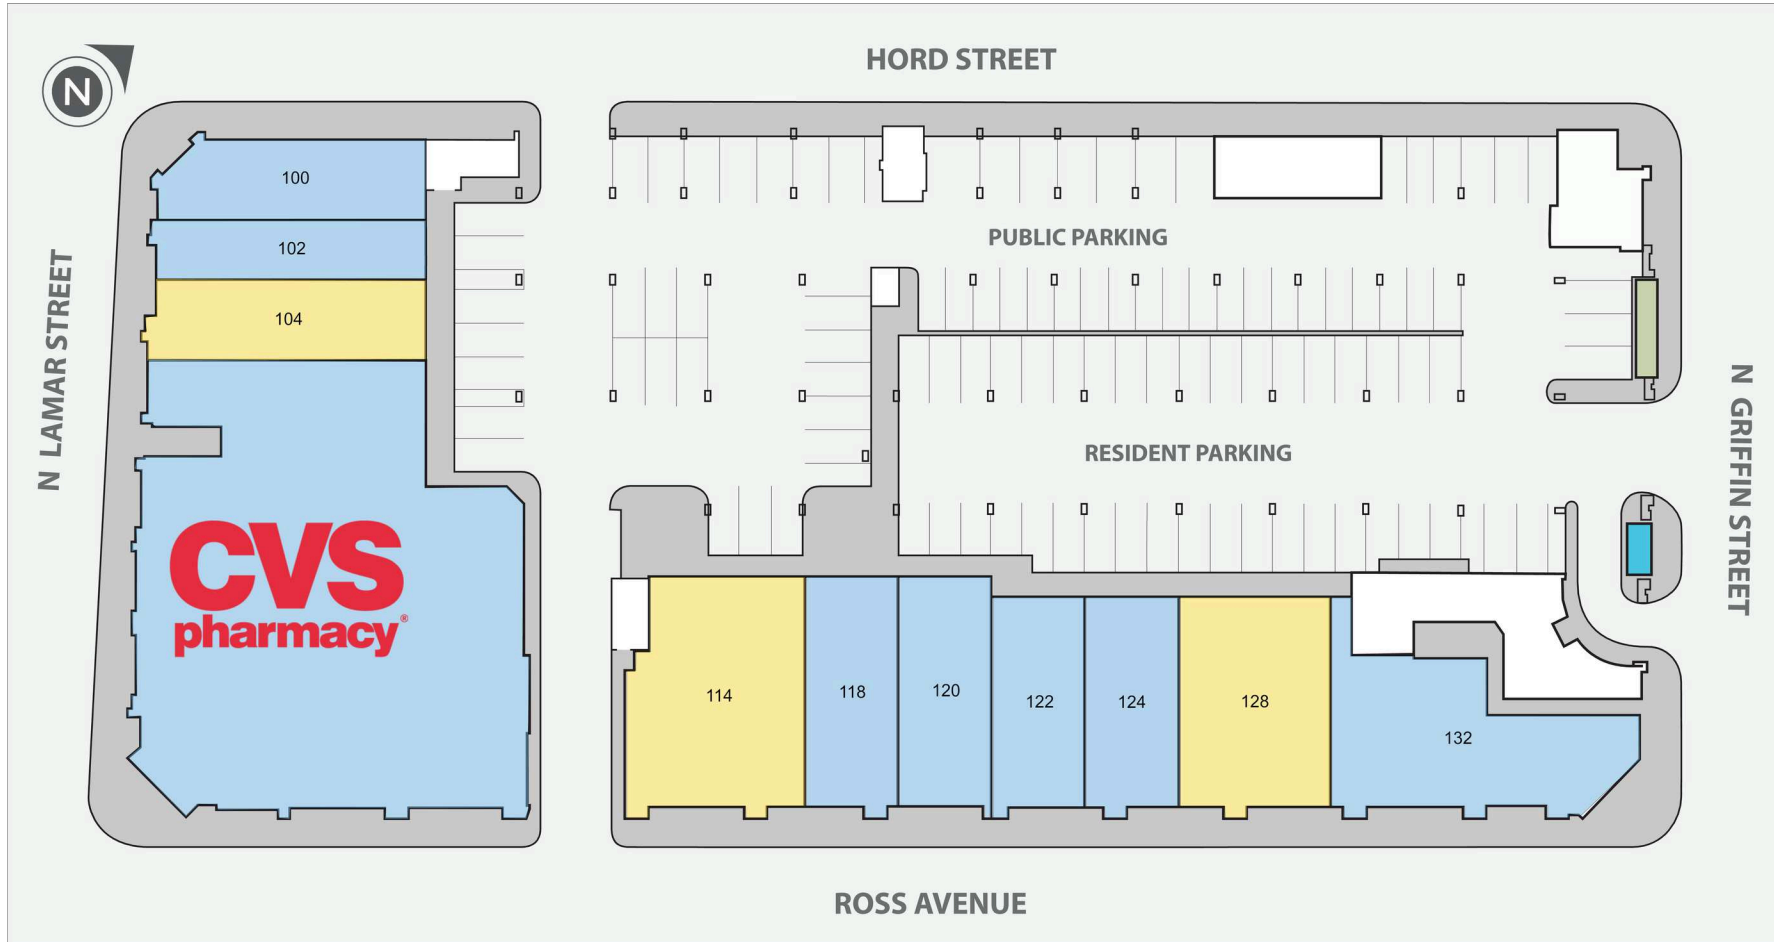 HORD STREET
N
100
102
104
N LAMAR STREET
CVS
pharmacy®
PUBLIC PARKING
RESIDENT PARKING
N GRIFFIN STREET
114
118
120
122
124
128
132
ROSS AVENUE